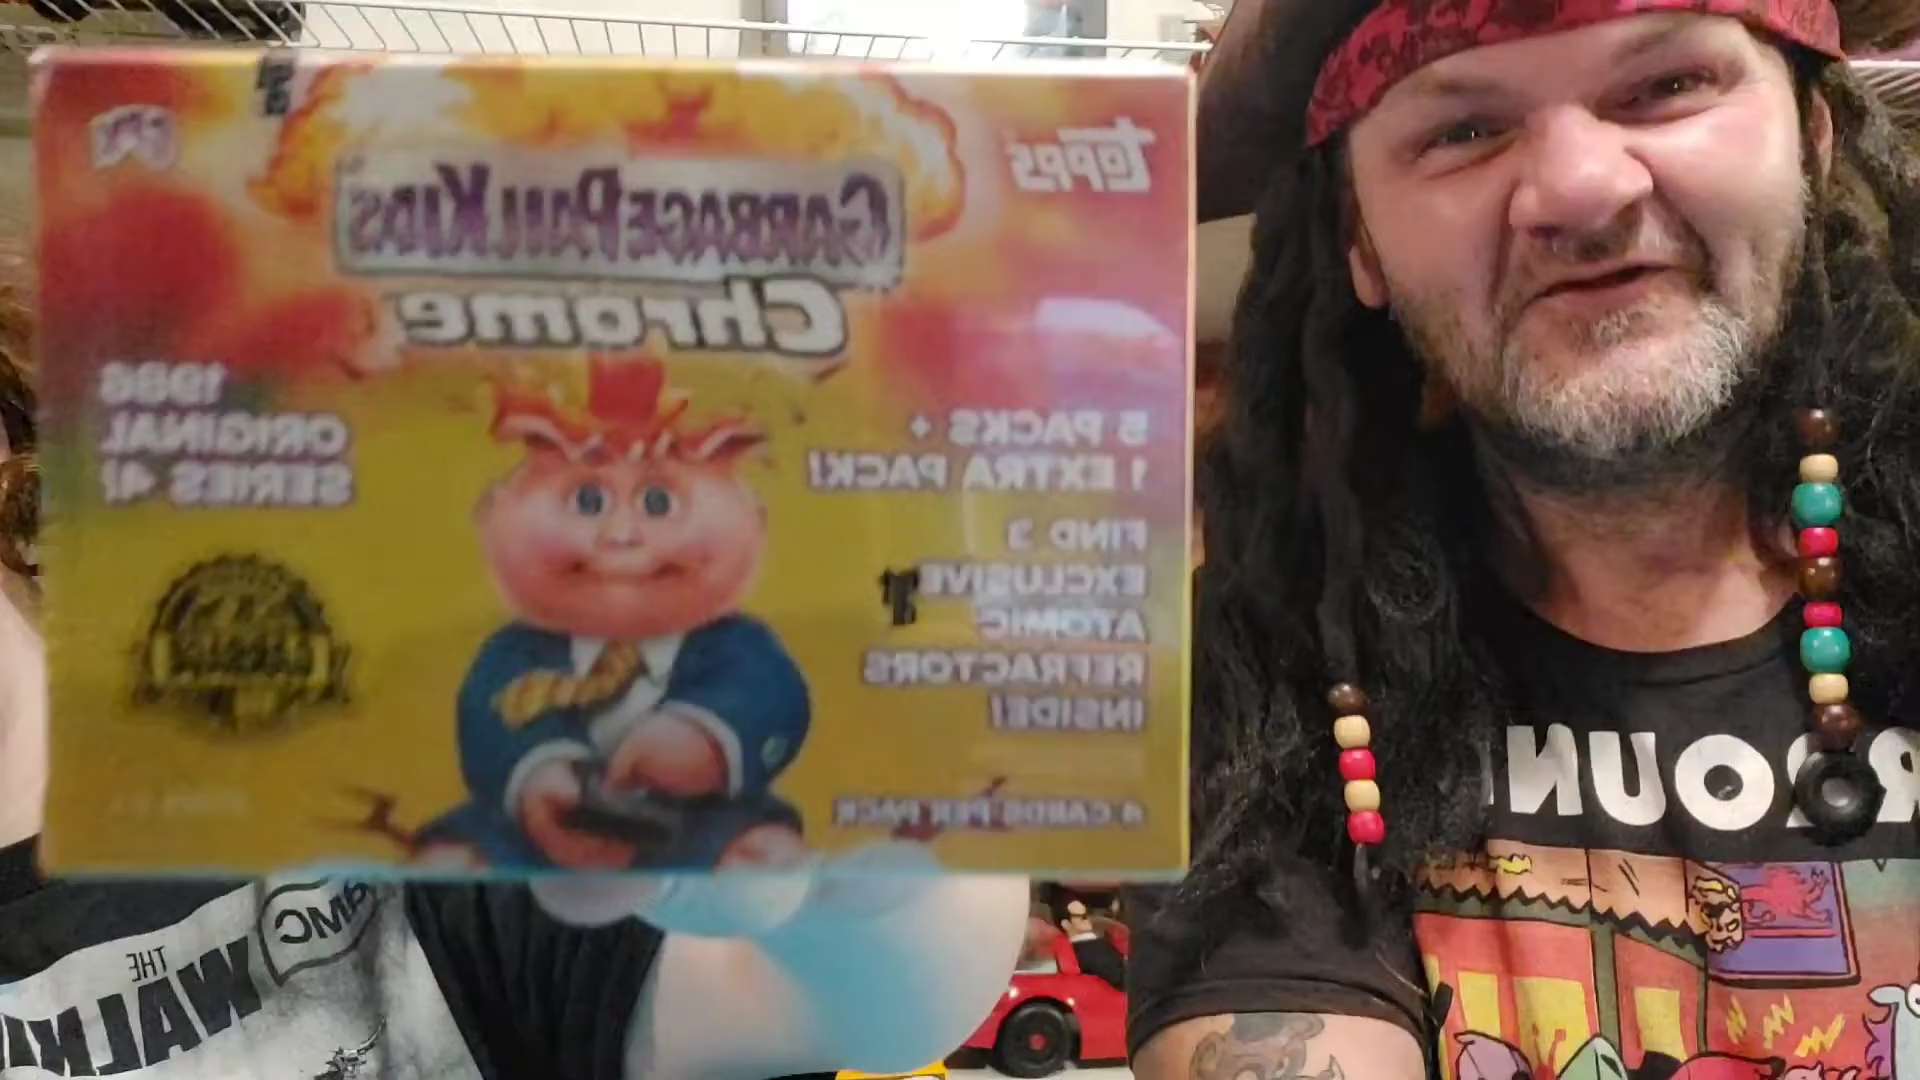 Topps
GPK
GARBAGE PAIL KIDS
Chrome
1986
ORIGINAL
SERIES 4!
5 PACKS +
1 EXTRA PACK!
FIND 3
EXCLUSIVE
ATOMIC
REFRACTORS
INSIDE!
4 CARDS PER PACK
amc
THE
WALKI
ROUN